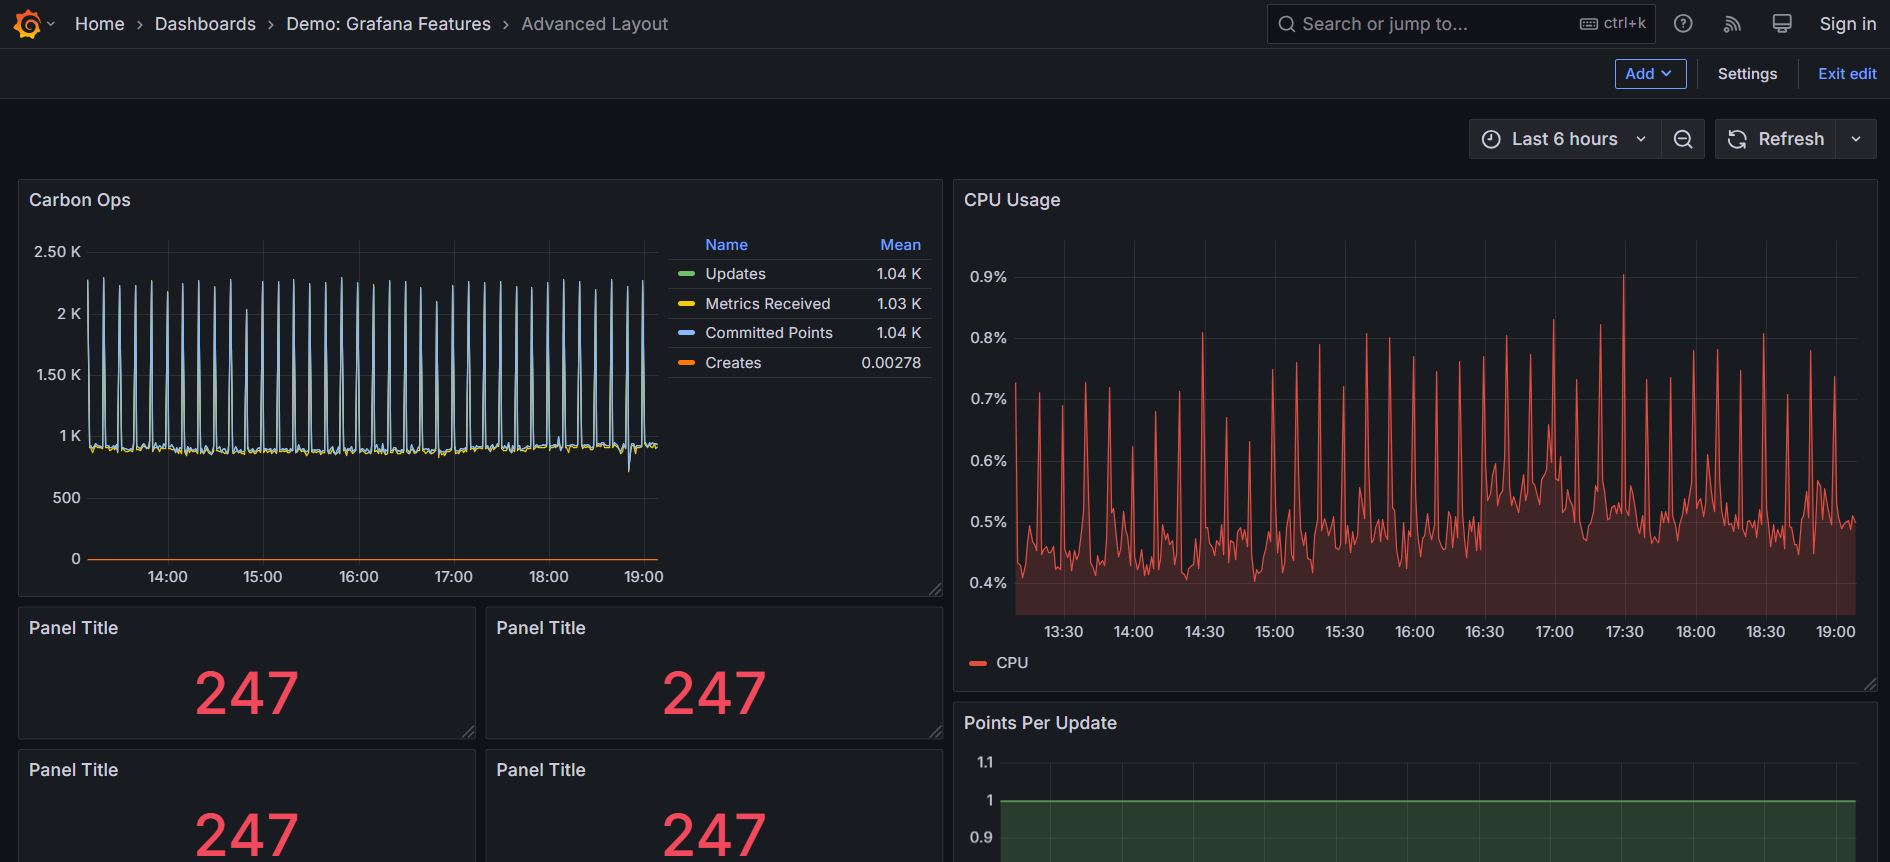 Home › Dashboards › Demo: Grafana Features › Advanced Layout
Search or jump to... ctrl+k
Sign in
Add
Settings
Exit edit
Last 6 hours
Refresh
Carbon Ops
2.50 K
2 K
1.50 K
1 K
500
0
14:00 15:00 16:00 17:00 18:00 19:00
Name Mean
Updates 1.04 K
Metrics Received 1.03 K
Committed Points 1.04 K
Creates 0.00278
CPU Usage
0.9%
0.8%
0.7%
0.6%
0.5%
0.4%
13:30 14:00 14:30 15:00 15:30 16:00 16:30 17:00 17:30 18:00 18:30 19:00
CPU
Panel Title
247
Panel Title
247
Panel Title
247
Panel Title
247
Points Per Update
1.1
1
0.9